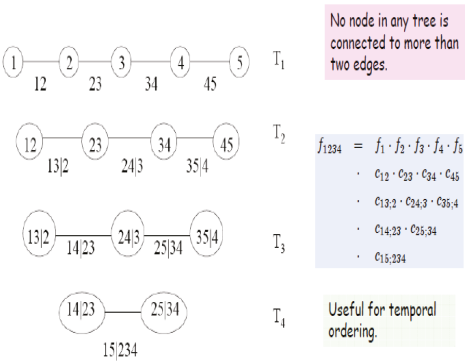 1 2 3 4 5 T1
12 23 34 45
12 23 34 45 T2
13|2 24|3 35|4
13|2 24|3 35|4 T3
14|23 25|34
14|23 25|34 T4
15|234
No node in any tree is
connected to more than
two edges.
f1234 = f1 · f2 · f3 · f4 · f5
· c12 · c23 · c34 · c45
· c13;2 · c24;3 · c35;4
· c14;23 · c25;34
· c15;234
Useful for temporal
ordering.